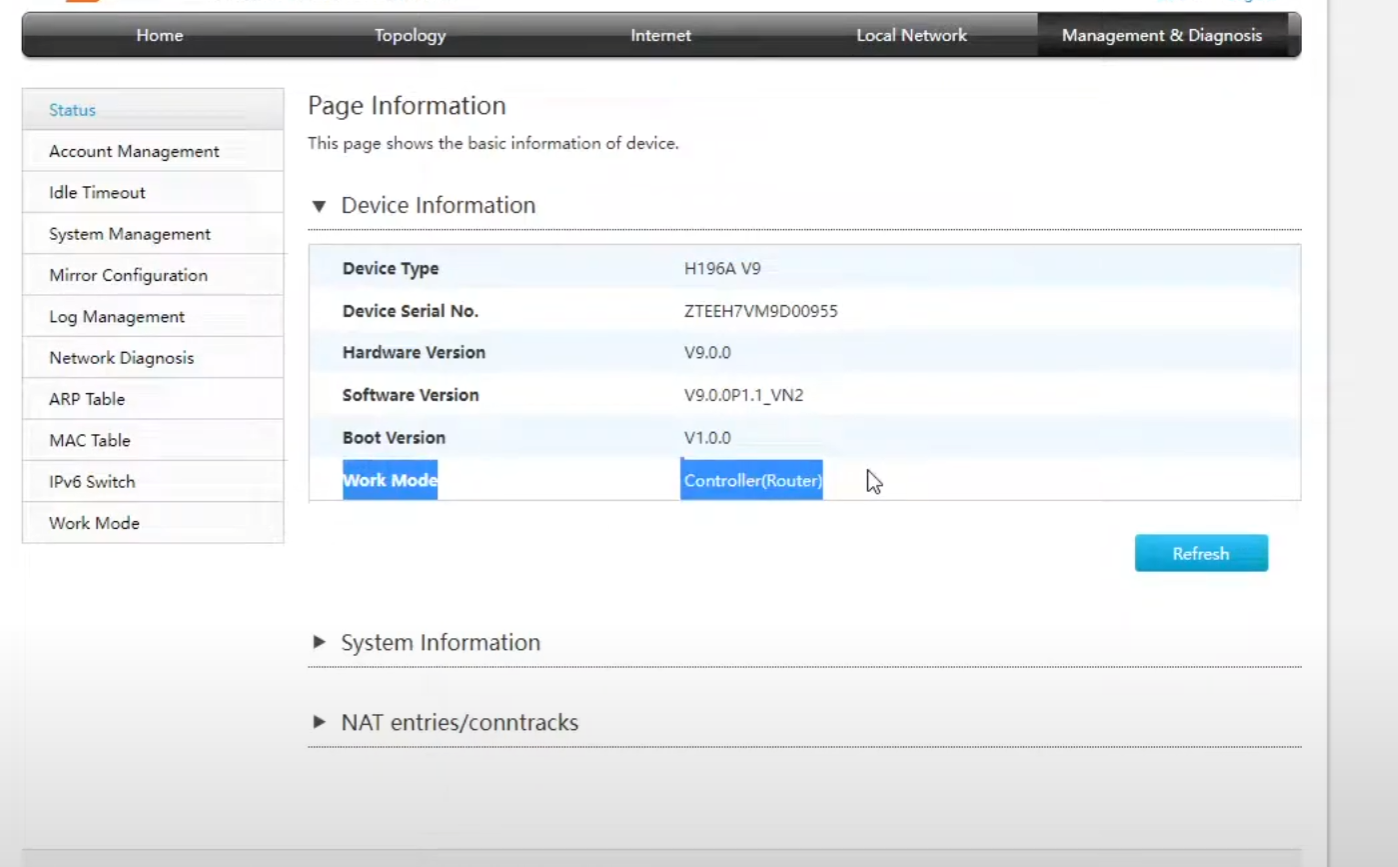 Home Topology Internet Local Network Management & Diagnosis
Status
Account Management
Idle Timeout
System Management
Mirror Configuration
Log Management
Network Diagnosis
ARP Table
MAC Table
IPv6 Switch
Work Mode
Page Information
This page shows the basic information of device.
▼ Device Information
Device Type H196A V9
Device Serial No. ZTEEH7VM9D00955
Hardware Version V9.0.0
Software Version V9.0.0P1.1_VN2
Boot Version V1.0.0
Work Mode Controller(Router)
Refresh
▶ System Information
▶ NAT entries/conntracks